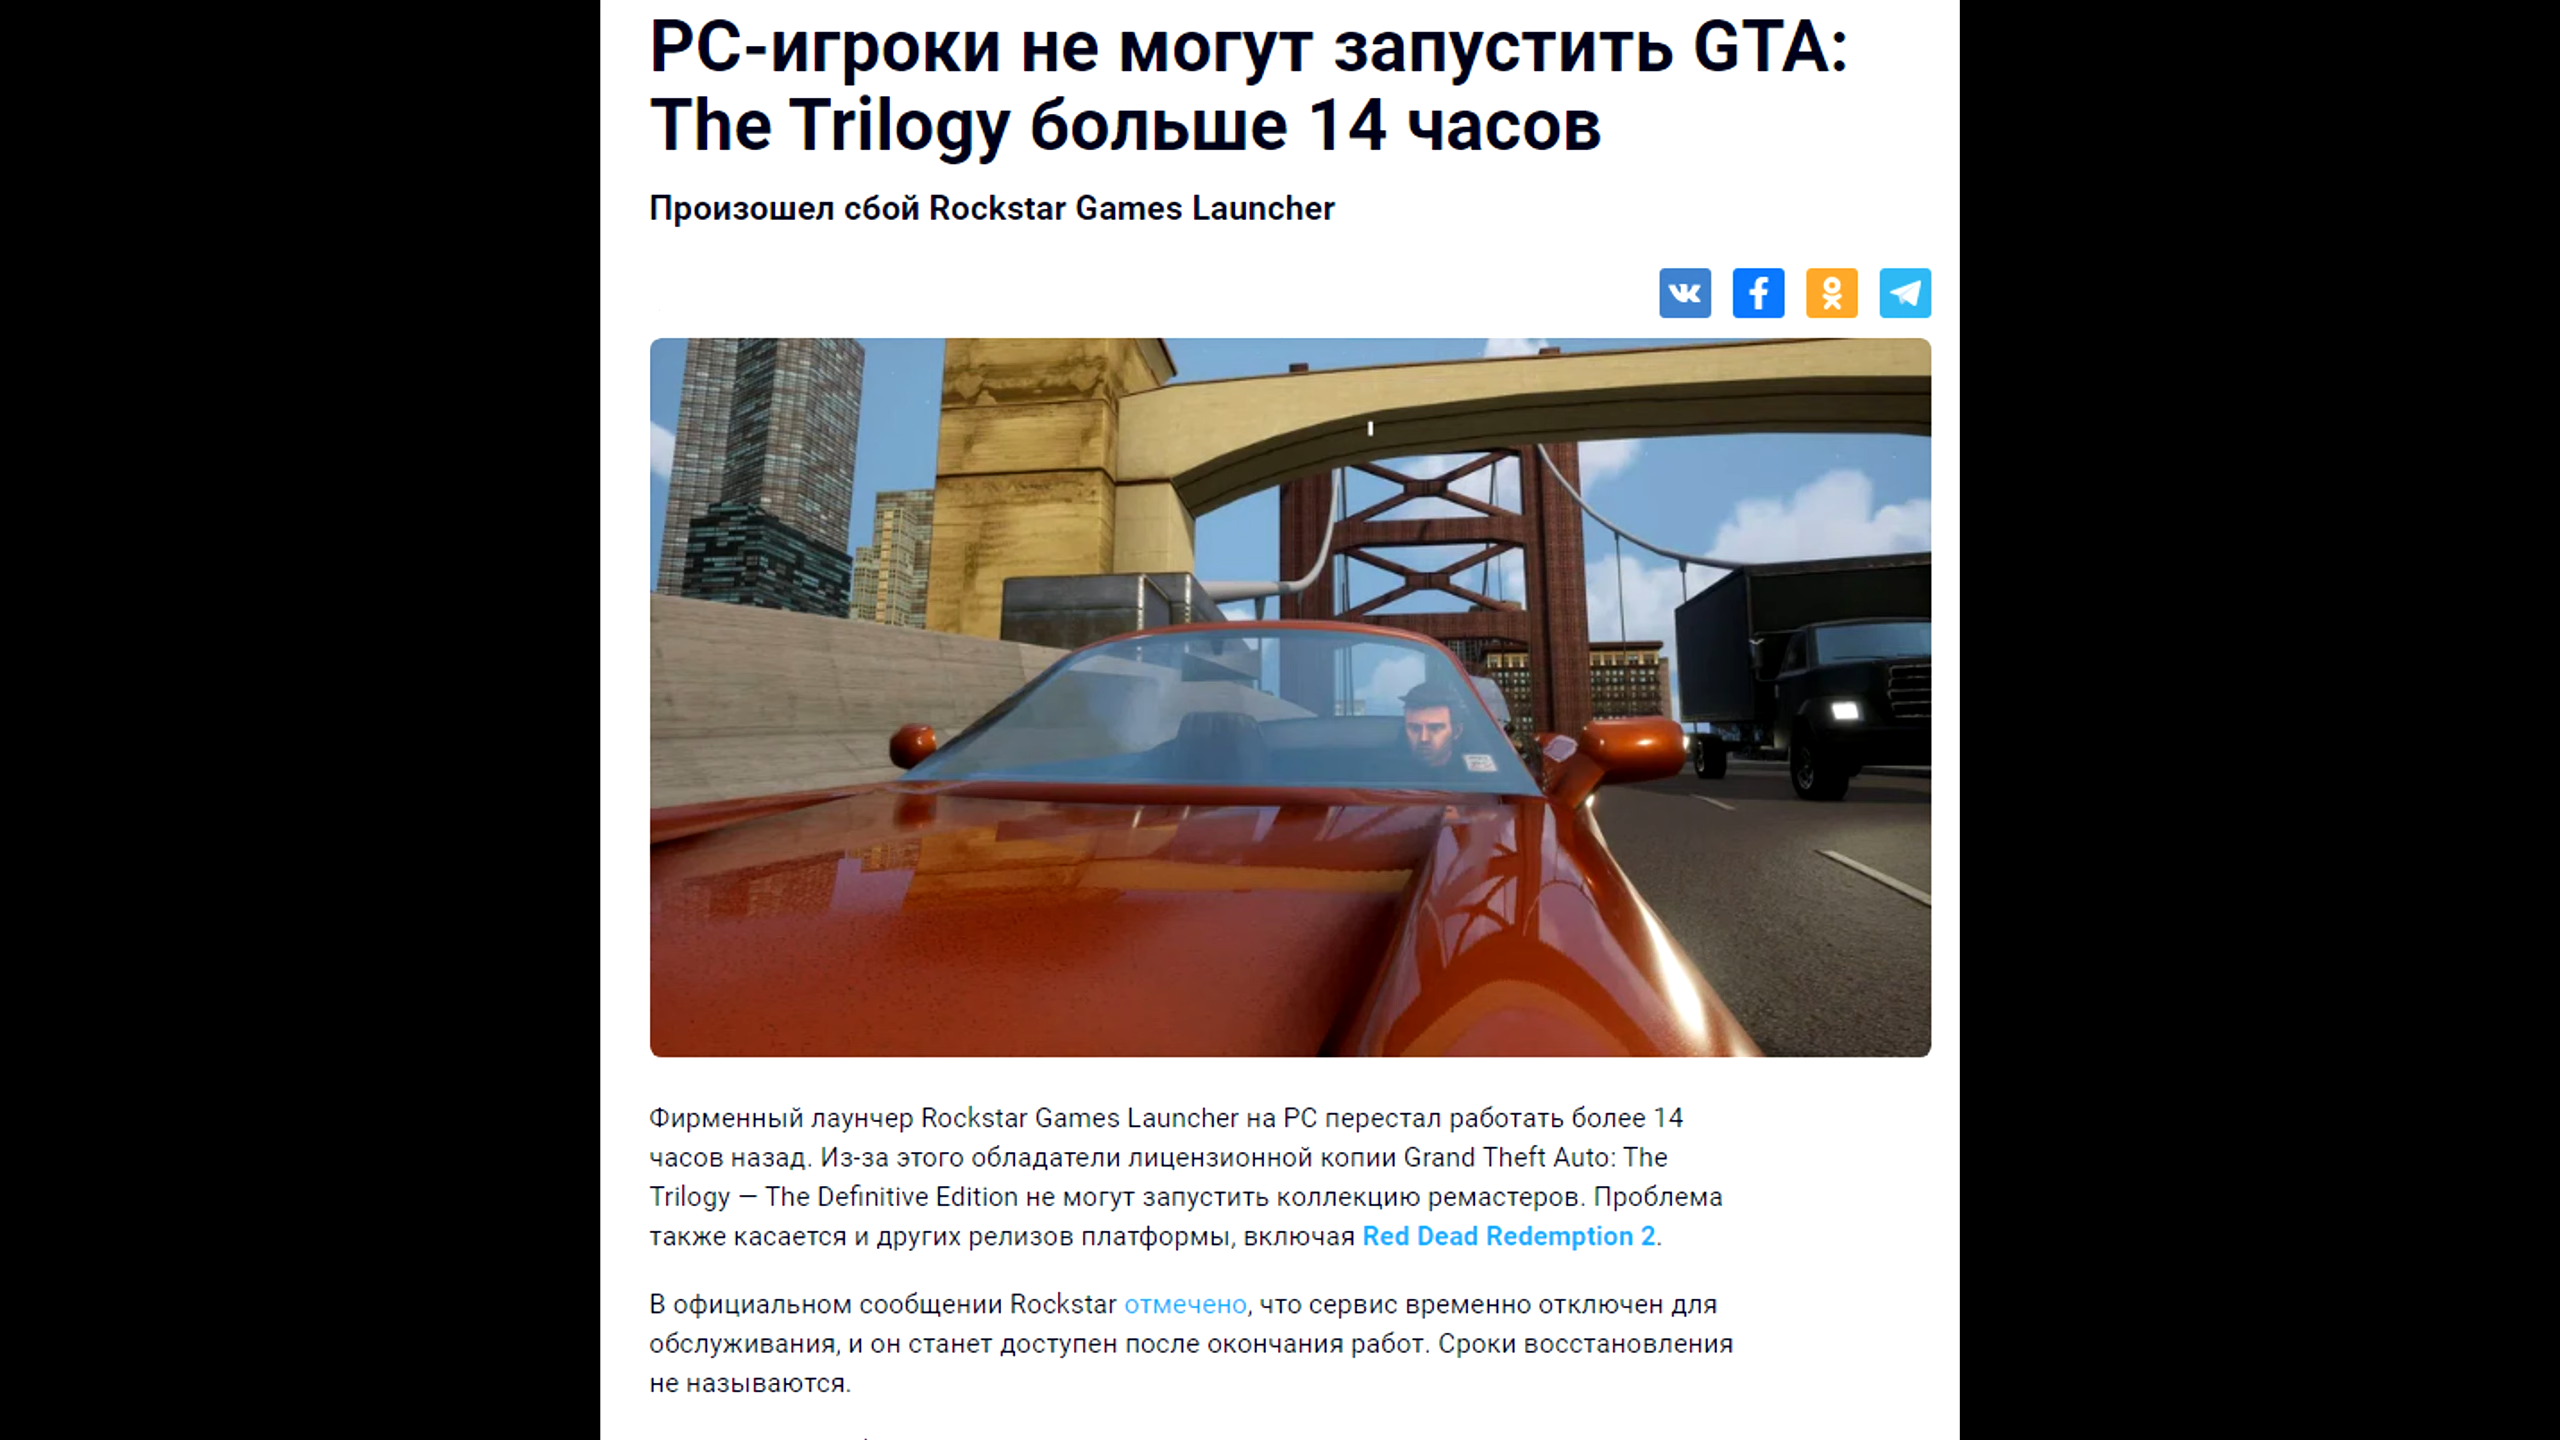 PC-игроки не могут запустить GTA:
The Trilogy больше 14 часов
Произошел сбой Rockstar Games Launcher
Фирменный лаунчер Rockstar Games Launcher на PC перестал работать более 14
часов назад. Из-за этого обладатели лицензионной копии Grand Theft Auto: The
Trilogy — The Definitive Edition не могут запустить коллекцию ремастеров. Проблема
также касается и других релизов платформы, включая Red Dead Redemption 2.
В официальном сообщении Rockstar отмечено, что сервис временно отключен для
обслуживания, и он станет доступен после окончания работ. Сроки восстановления
не называются.